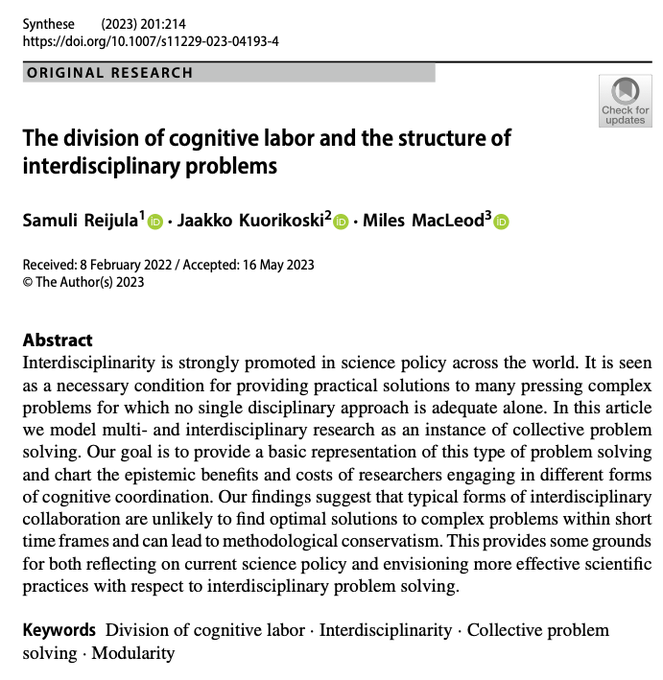 Synthese (2023) 201:214
https://doi.org/10.1007/s11229-023-04193-4
ORIGINAL RESEARCH
Check for
updates
The division of cognitive labor and the structure of
interdisciplinary problems
Samuli Reijula1 iD · Jaakko Kuorikoski2 iD · Miles MacLeod3 iD
Received: 8 February 2022 / Accepted: 16 May 2023
© The Author(s) 2023
Abstract
Interdisciplinarity is strongly promoted in science policy across the world. It is seen
as a necessary condition for providing practical solutions to many pressing complex
problems for which no single disciplinary approach is adequate alone. In this article
we model multi- and interdisciplinary research as an instance of collective problem
solving. Our goal is to provide a basic representation of this type of problem solving
and chart the epistemic benefits and costs of researchers engaging in different forms
of cognitive coordination. Our findings suggest that typical forms of interdisciplinary
collaboration are unlikely to find optimal solutions to complex problems within short
time frames and can lead to methodological conservatism. This provides some grounds
for both reflecting on current science policy and envisioning more effective scientific
practices with respect to interdisciplinary problem solving.
Keywords Division of cognitive labor · Interdisciplinarity · Collective problem
solving · Modularity